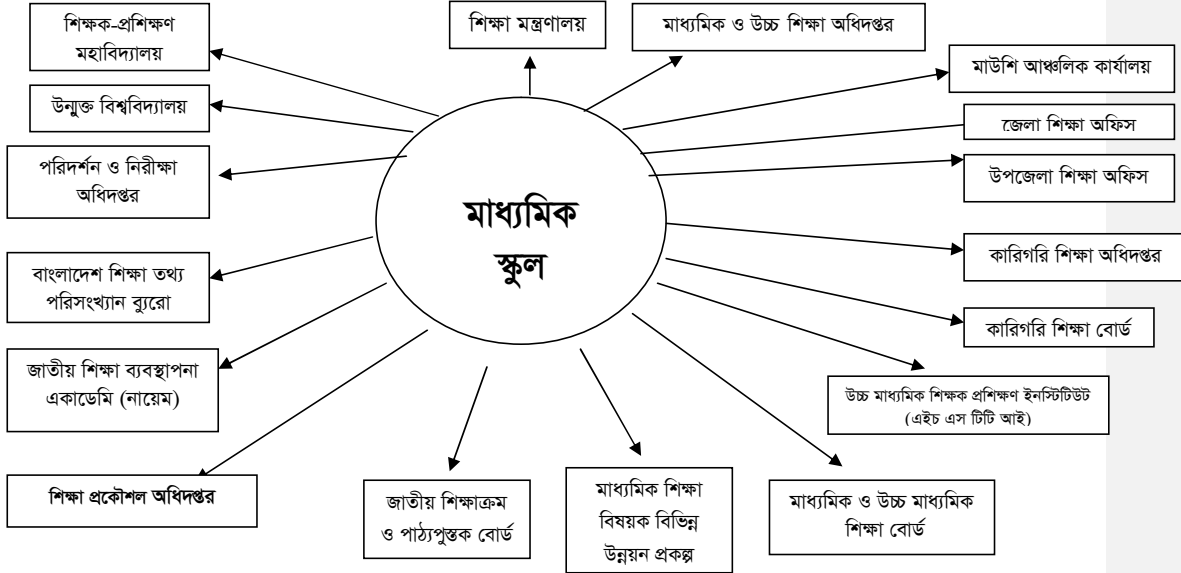 শিক্ষক-প্রশিক্ষণ
মহাবিদ্যালয়
শিক্ষা মন্ত্রণালয়
মাধ্যমিক ও উচ্চ শিক্ষা অধিদপ্তর
মাউশি আঞ্চলিক কার্যালয়
উন্মুক্ত বিশ্ববিদ্যালয়
জেলা শিক্ষা অফিস
পরিদর্শন ও নিরীক্ষা
অধিদপ্তর
উপজেলা শিক্ষা অফিস
মাধ্যমিক
স্কুল
কারিগরি শিক্ষা অধিদপ্তর
বাংলাদেশ শিক্ষা তথ্য
পরিসংখ্যান ব্যুরো
কারিগরি শিক্ষা বোর্ড
জাতীয় শিক্ষা ব্যবস্থাপনা
একাডেমি (নায়েম)
উচ্চ মাধ্যমিক শিক্ষক প্রশিক্ষণ ইনস্টিটিউট
(এইচ এস টিটি আই)
শিক্ষা প্রকৌশল অধিদপ্তর
জাতীয় শিক্ষাক্রম
ও পাঠ্যপুস্তক বোর্ড
মাধ্যমিক শিক্ষা
বিষয়ক বিভিন্ন
উন্নয়ন প্রকল্প
মাধ্যমিক ও উচ্চ মাধ্যমিক
শিক্ষা বোর্ড